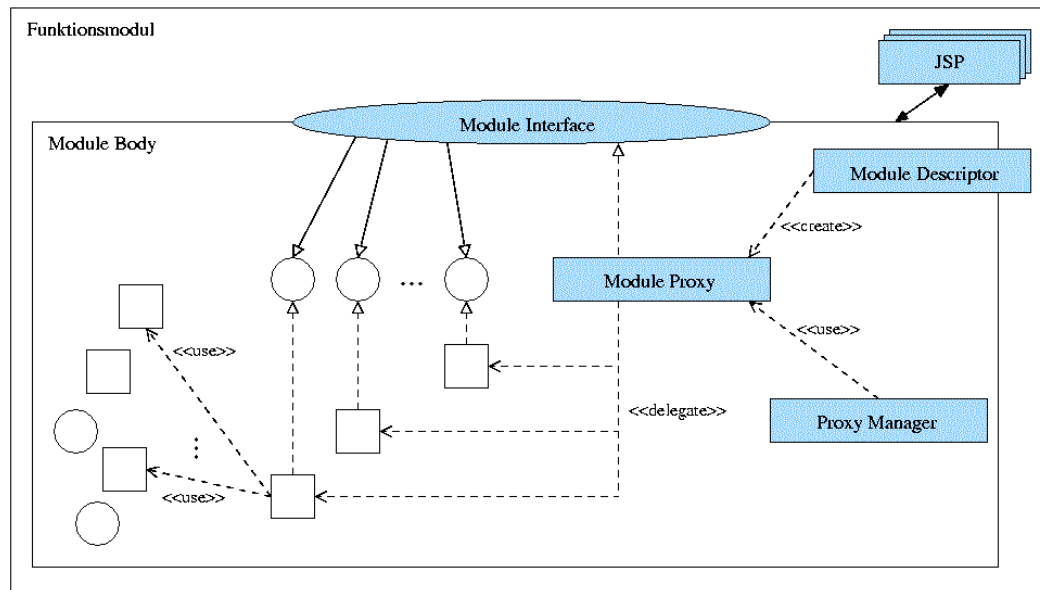 Funktionsmodul
JSP
Module Interface
Module Body
Module Descriptor
<<create>>
Module Proxy
...
<<use>>
<<use>>
<<delegate>>
Proxy Manager
<<use>>